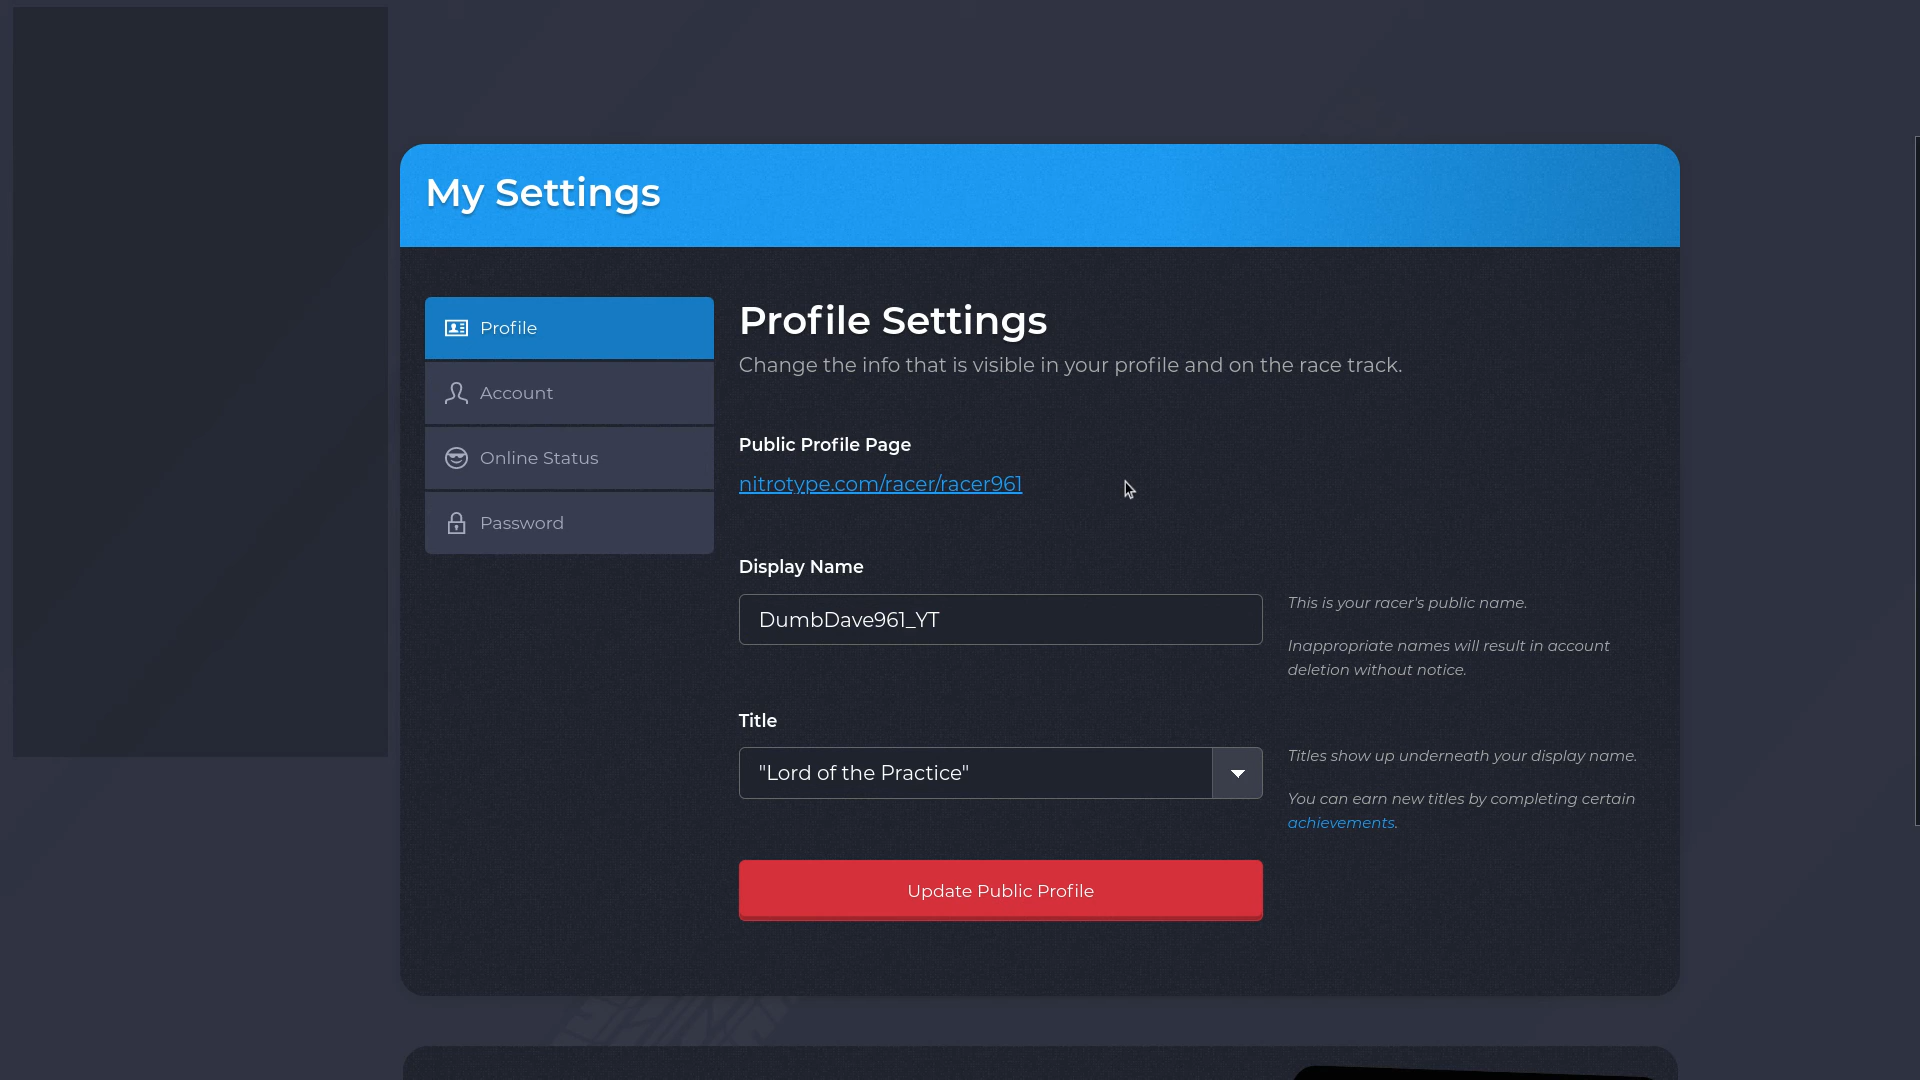 My Settings
Profile
Account
Online Status
Password
Profile Settings
Change the info that is visible in your profile and on the race track.
Public Profile Page
nitrotype.com/racer/racer961
Display Name
DumbDave961_YT
This is your racer's public name.
Inappropriate names will result in account
deletion without notice.
Title
"Lord of the Practice"
Titles show up underneath your display name.
You can earn new titles by completing certain
achievements.
Update Public Profile